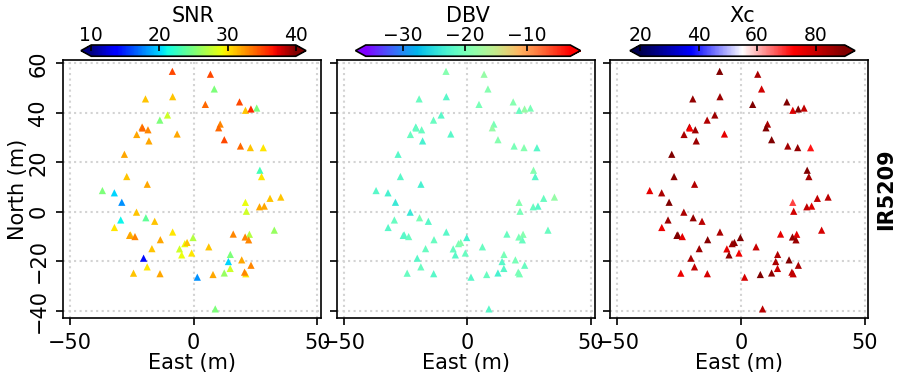 SNR DBV Xc
10 20 30 40 −30 −20 −10 20 40 60 80
60
40
20
0
−20
−40
North (m)
−50 0 50 −50 0 50 −50 0 50
East (m) East (m) East (m)
IR5209